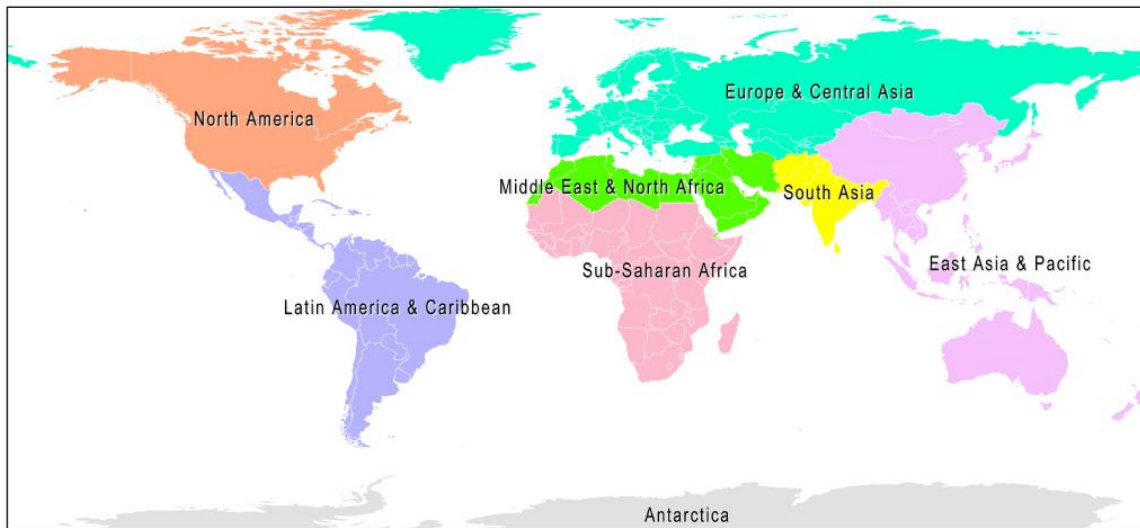 Europe & Central Asia
North America
Middle East & North Africa
South Asia
East Asia & Pacific
Sub-Saharan Africa
Latin America & Caribbean
Antarctica